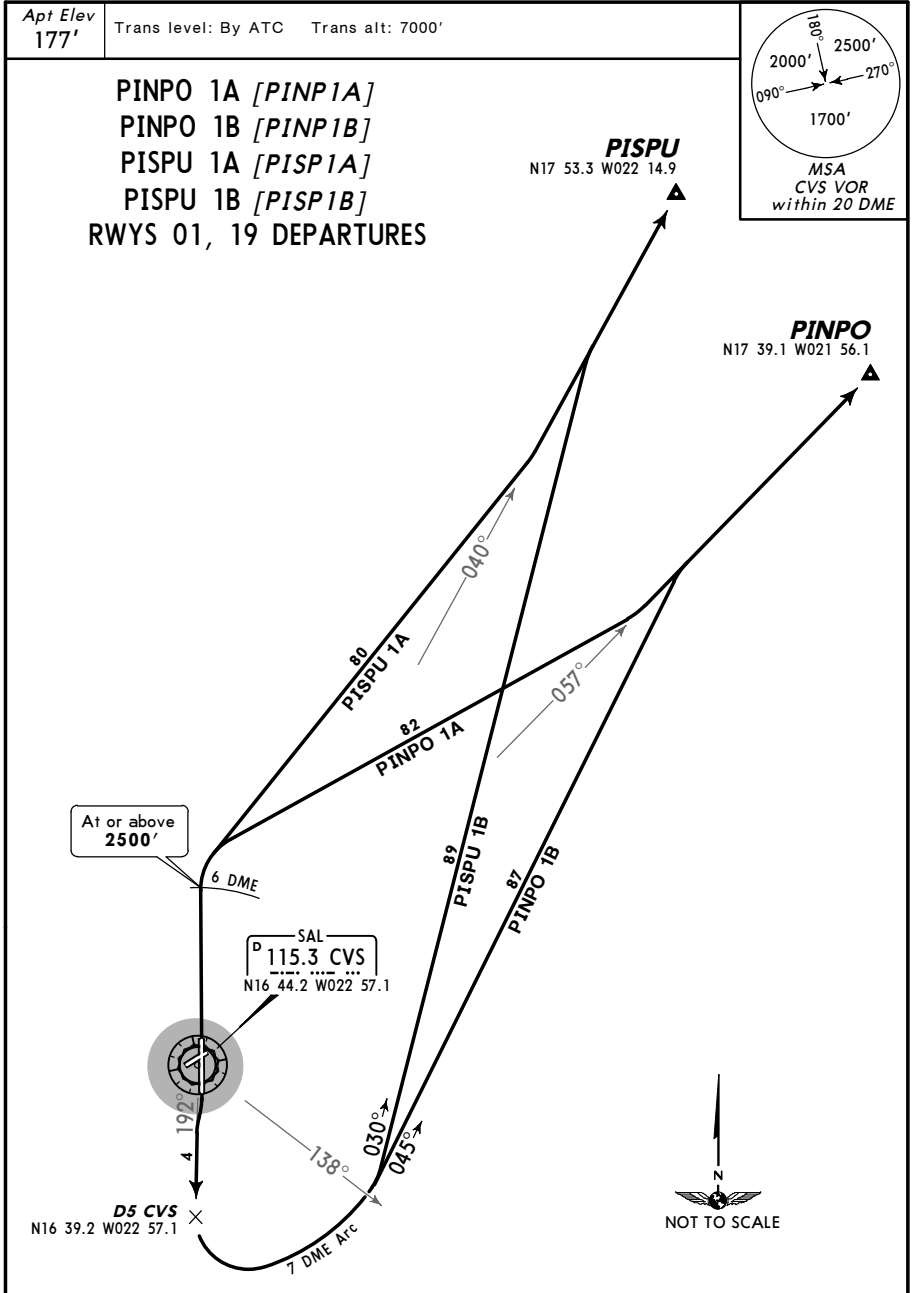 Apt Elev
177'
Trans level: By ATC Trans alt: 7000'
180°
2500'
2000'
270°
090°
1700'
MSA
CVS VOR
within 20 DME
PINPO 1A [PINP1A]
PINPO 1B [PINP1B]
PISPU 1A [PISP1A]
PISPU 1B [PISP1B]
RWYS 01, 19 DEPARTURES
PISPU
N17 53.3 W022 14.9
PINPO
N17 39.1 W021 56.1
040°
80
PISPU 1A
057°
82
PINPO 1A
At or above
2500'
6 DME
89
PISPU 1B
87
PINPO 1B
SAL
D 115.3 CVS
N16 44.2 W022 57.1
192°
4
138°
030°
045°
D5 CVS
N16 39.2 W022 57.1
7 DME Arc
N
NOT TO SCALE